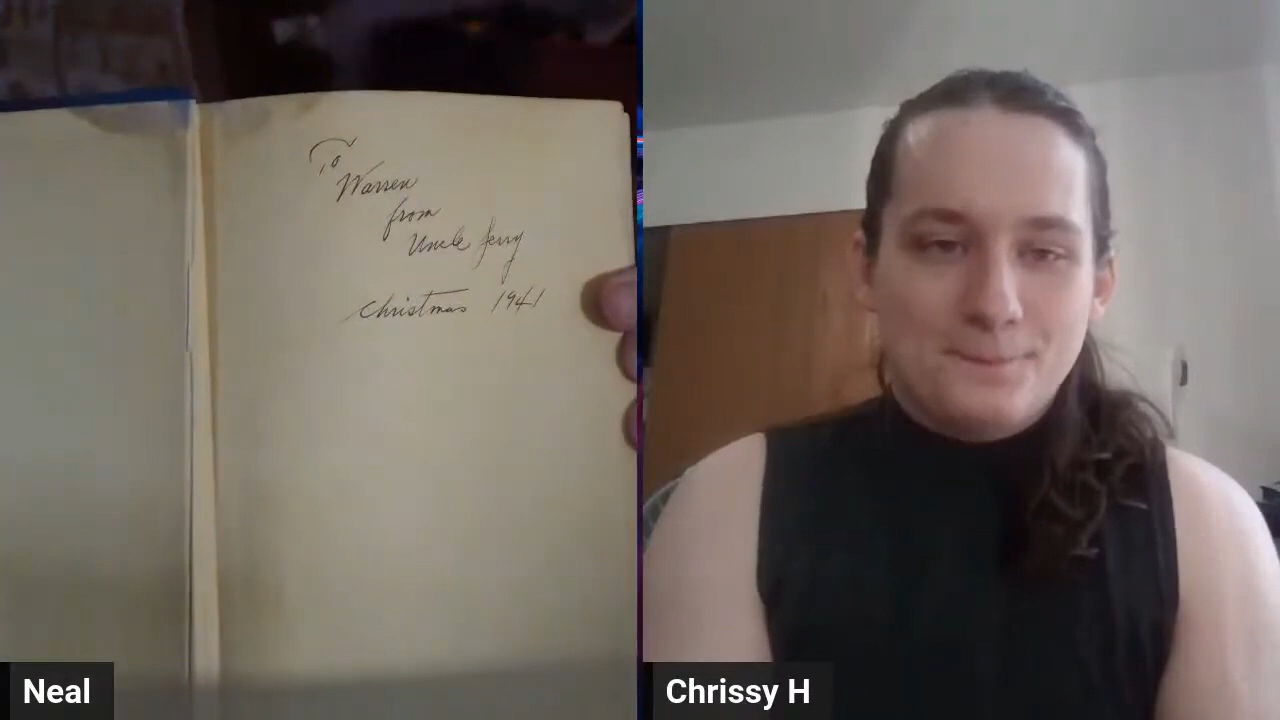 To
Warren
from
Uncle Jerry
Christmas 1941
Neal
Chrissy H